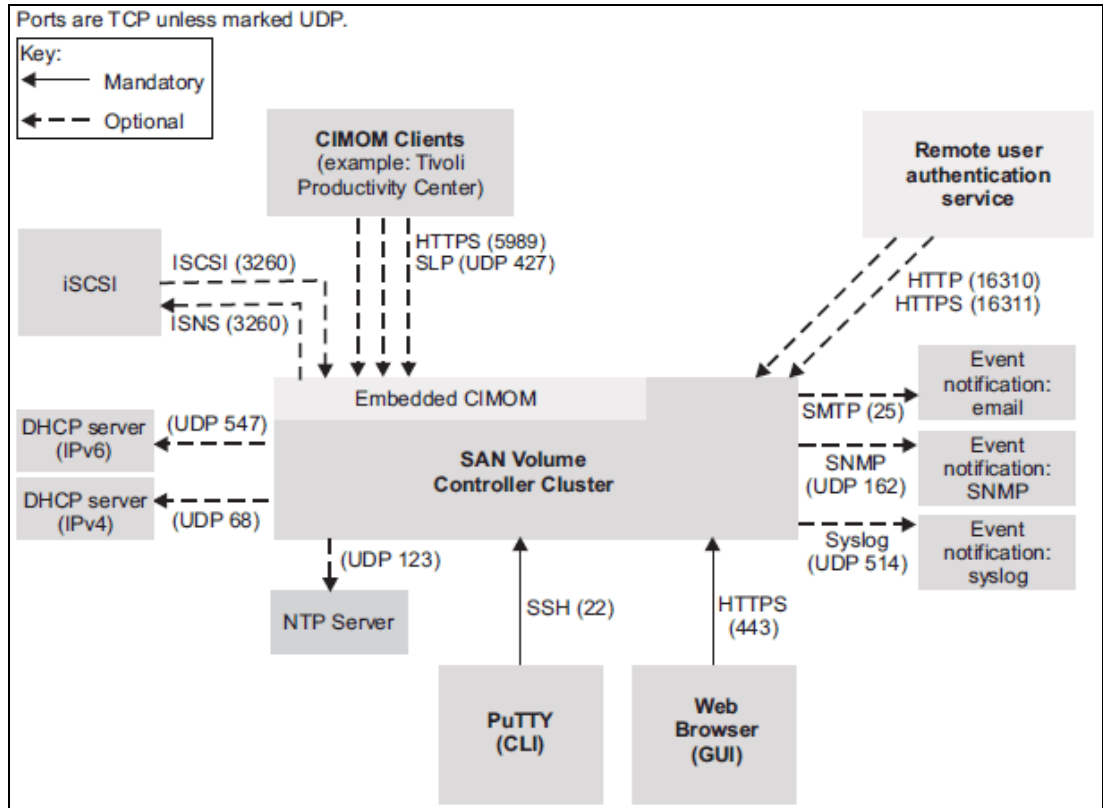 Ports are TCP unless marked UDP.
Key:
Mandatory
Optional
CIMOM Clients
(example: Tivoli
Productivity Center)
Remote user
authentication
service
HTTPS (5989)
SLP (UDP 427)
iSCSI
ISCSI (3260)
ISNS (3260)
HTTP (16310)
HTTPS (16311)
Embedded CIMOM
SAN Volume
Controller Cluster
SMTP (25)
Event
notification:
email
DHCP server
(IPv6)
(UDP 547)
SNMP
(UDP 162)
Event
notification:
SNMP
DHCP server
(IPv4)
(UDP 68)
Syslog
(UDP 514)
Event
notification:
syslog
(UDP 123)
NTP Server
SSH (22)
HTTPS
(443)
PuTTY
(CLI)
Web
Browser
(GUI)